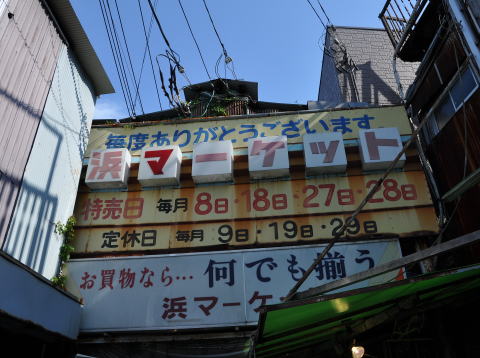 毎度ありがとうございます
浜マーケット
特売日 毎月8日・18日・27日・28日
定休日 毎月9日・19日・29日
お買物なら…何でも揃う
浜マーケ